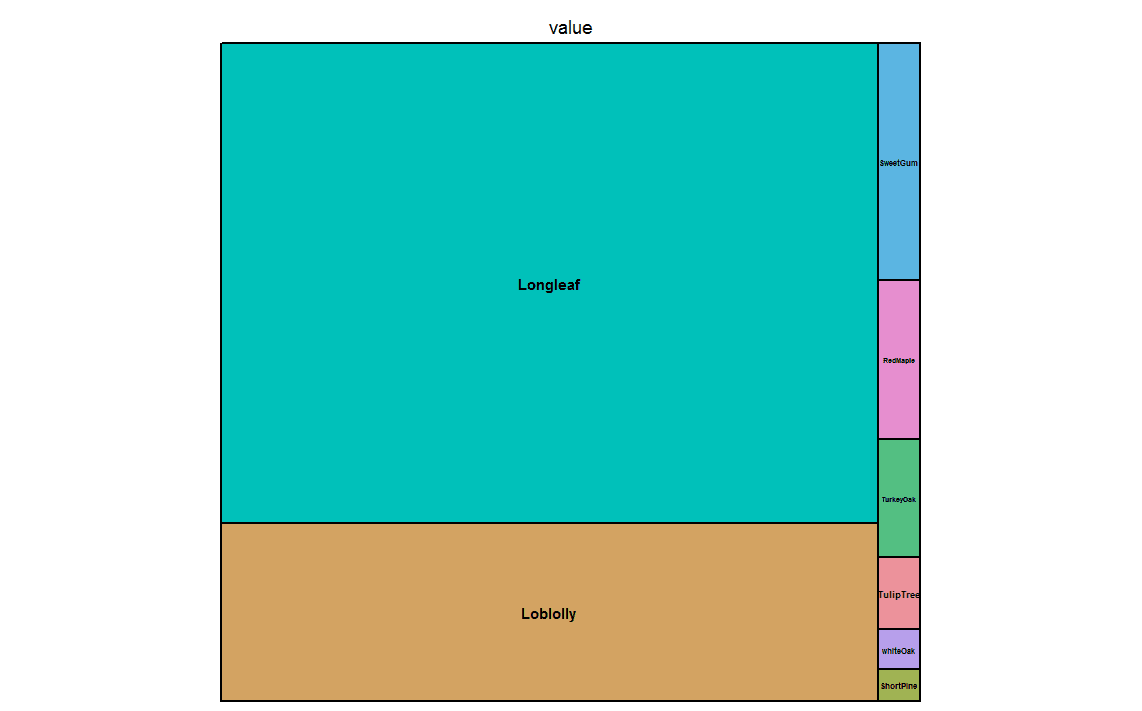 value
Longleaf
Loblolly
SweetGum
RedMaple
TurkeyOak
TulipTree
whiteOak
ShortPine